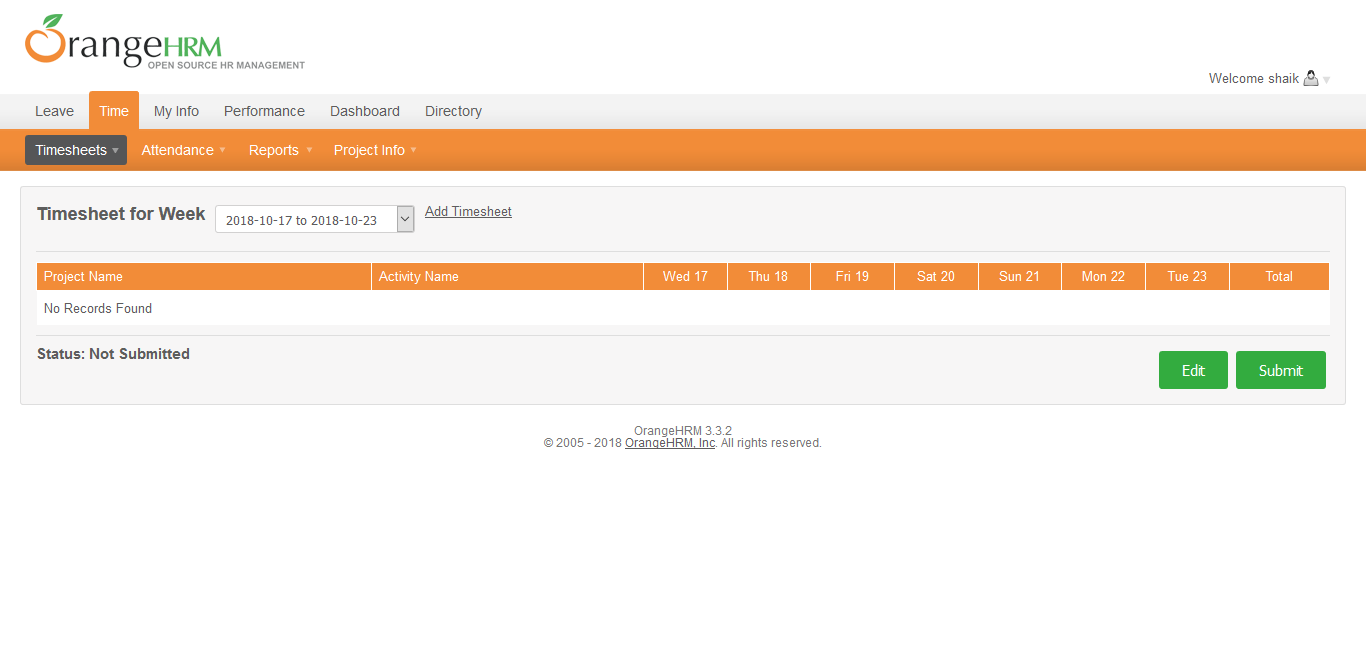 OrangeHRM
OPEN SOURCE HR MANAGEMENT
Welcome shaik
Leave Time My Info Performance Dashboard Directory
Timesheets Attendance Reports Project Info
Timesheet for Week 2018-10-17 to 2018-10-23 Add Timesheet
Project Name Activity Name Wed 17 Thu 18 Fri 19 Sat 20 Sun 21 Mon 22 Tue 23 Total
No Records Found
Status: Not Submitted
Edit Submit
OrangeHRM 3.3.2
© 2005 - 2018 OrangeHRM, Inc. All rights reserved.